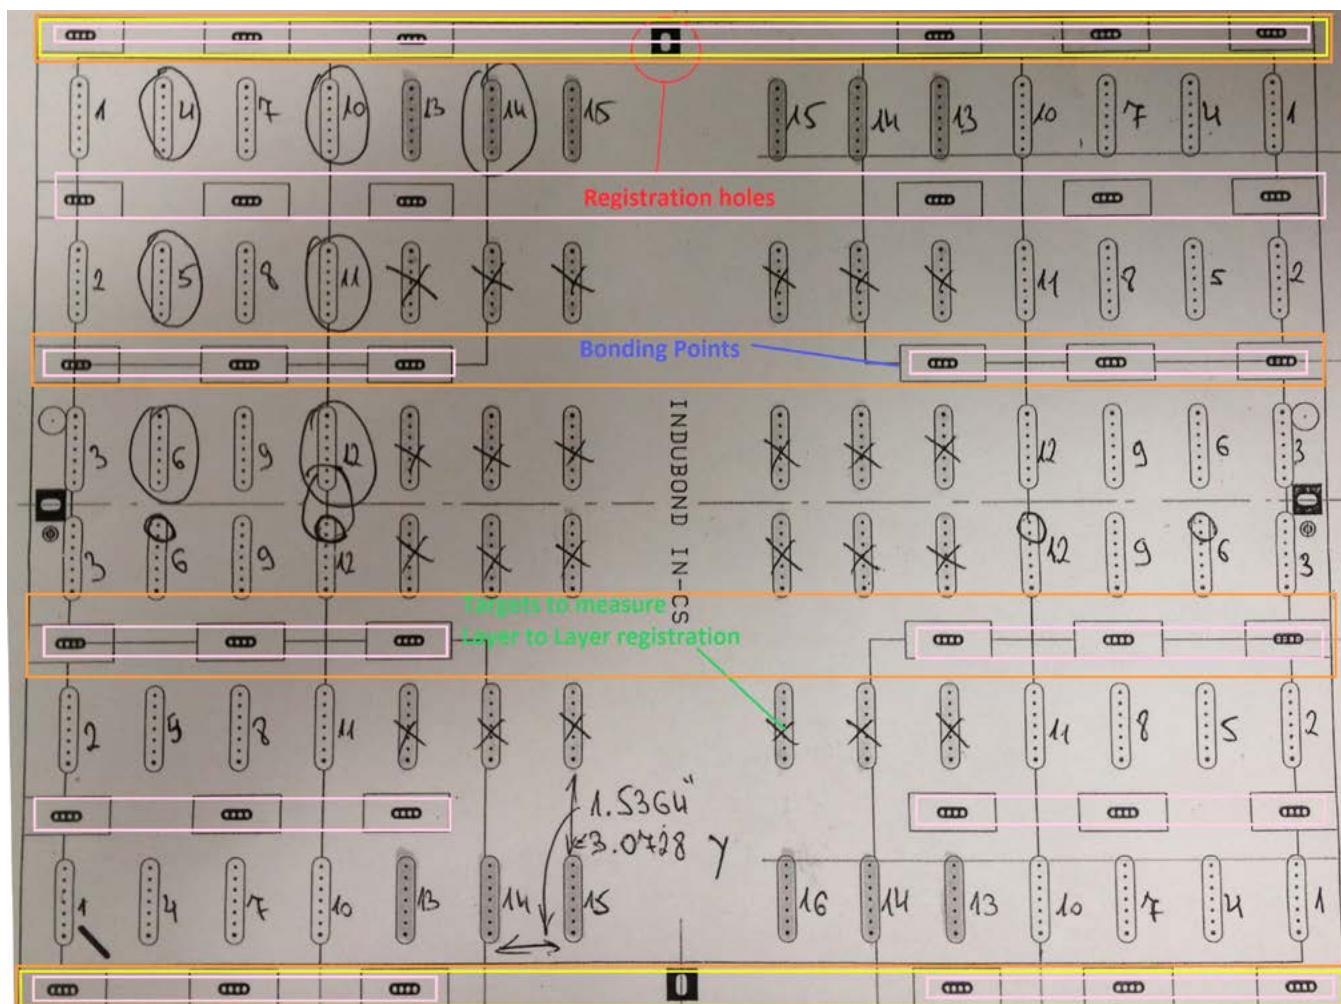 1 4 7 10 13 14 15 15 14 13 10 7 4 1
Registration holes
2 5 8 11 11 8 5 2
Bonding Points
3 6 9 12 12 9 6 3
INDUBOND IN-CS
3 6 9 12 12 9 6 3
Targets to measure
Layer to Layer registration
2 5 8 11 11 8 5 2
1.5364"
3.0728 y
1 4 7 10 13 14 15 16 14 13 10 7 4 1